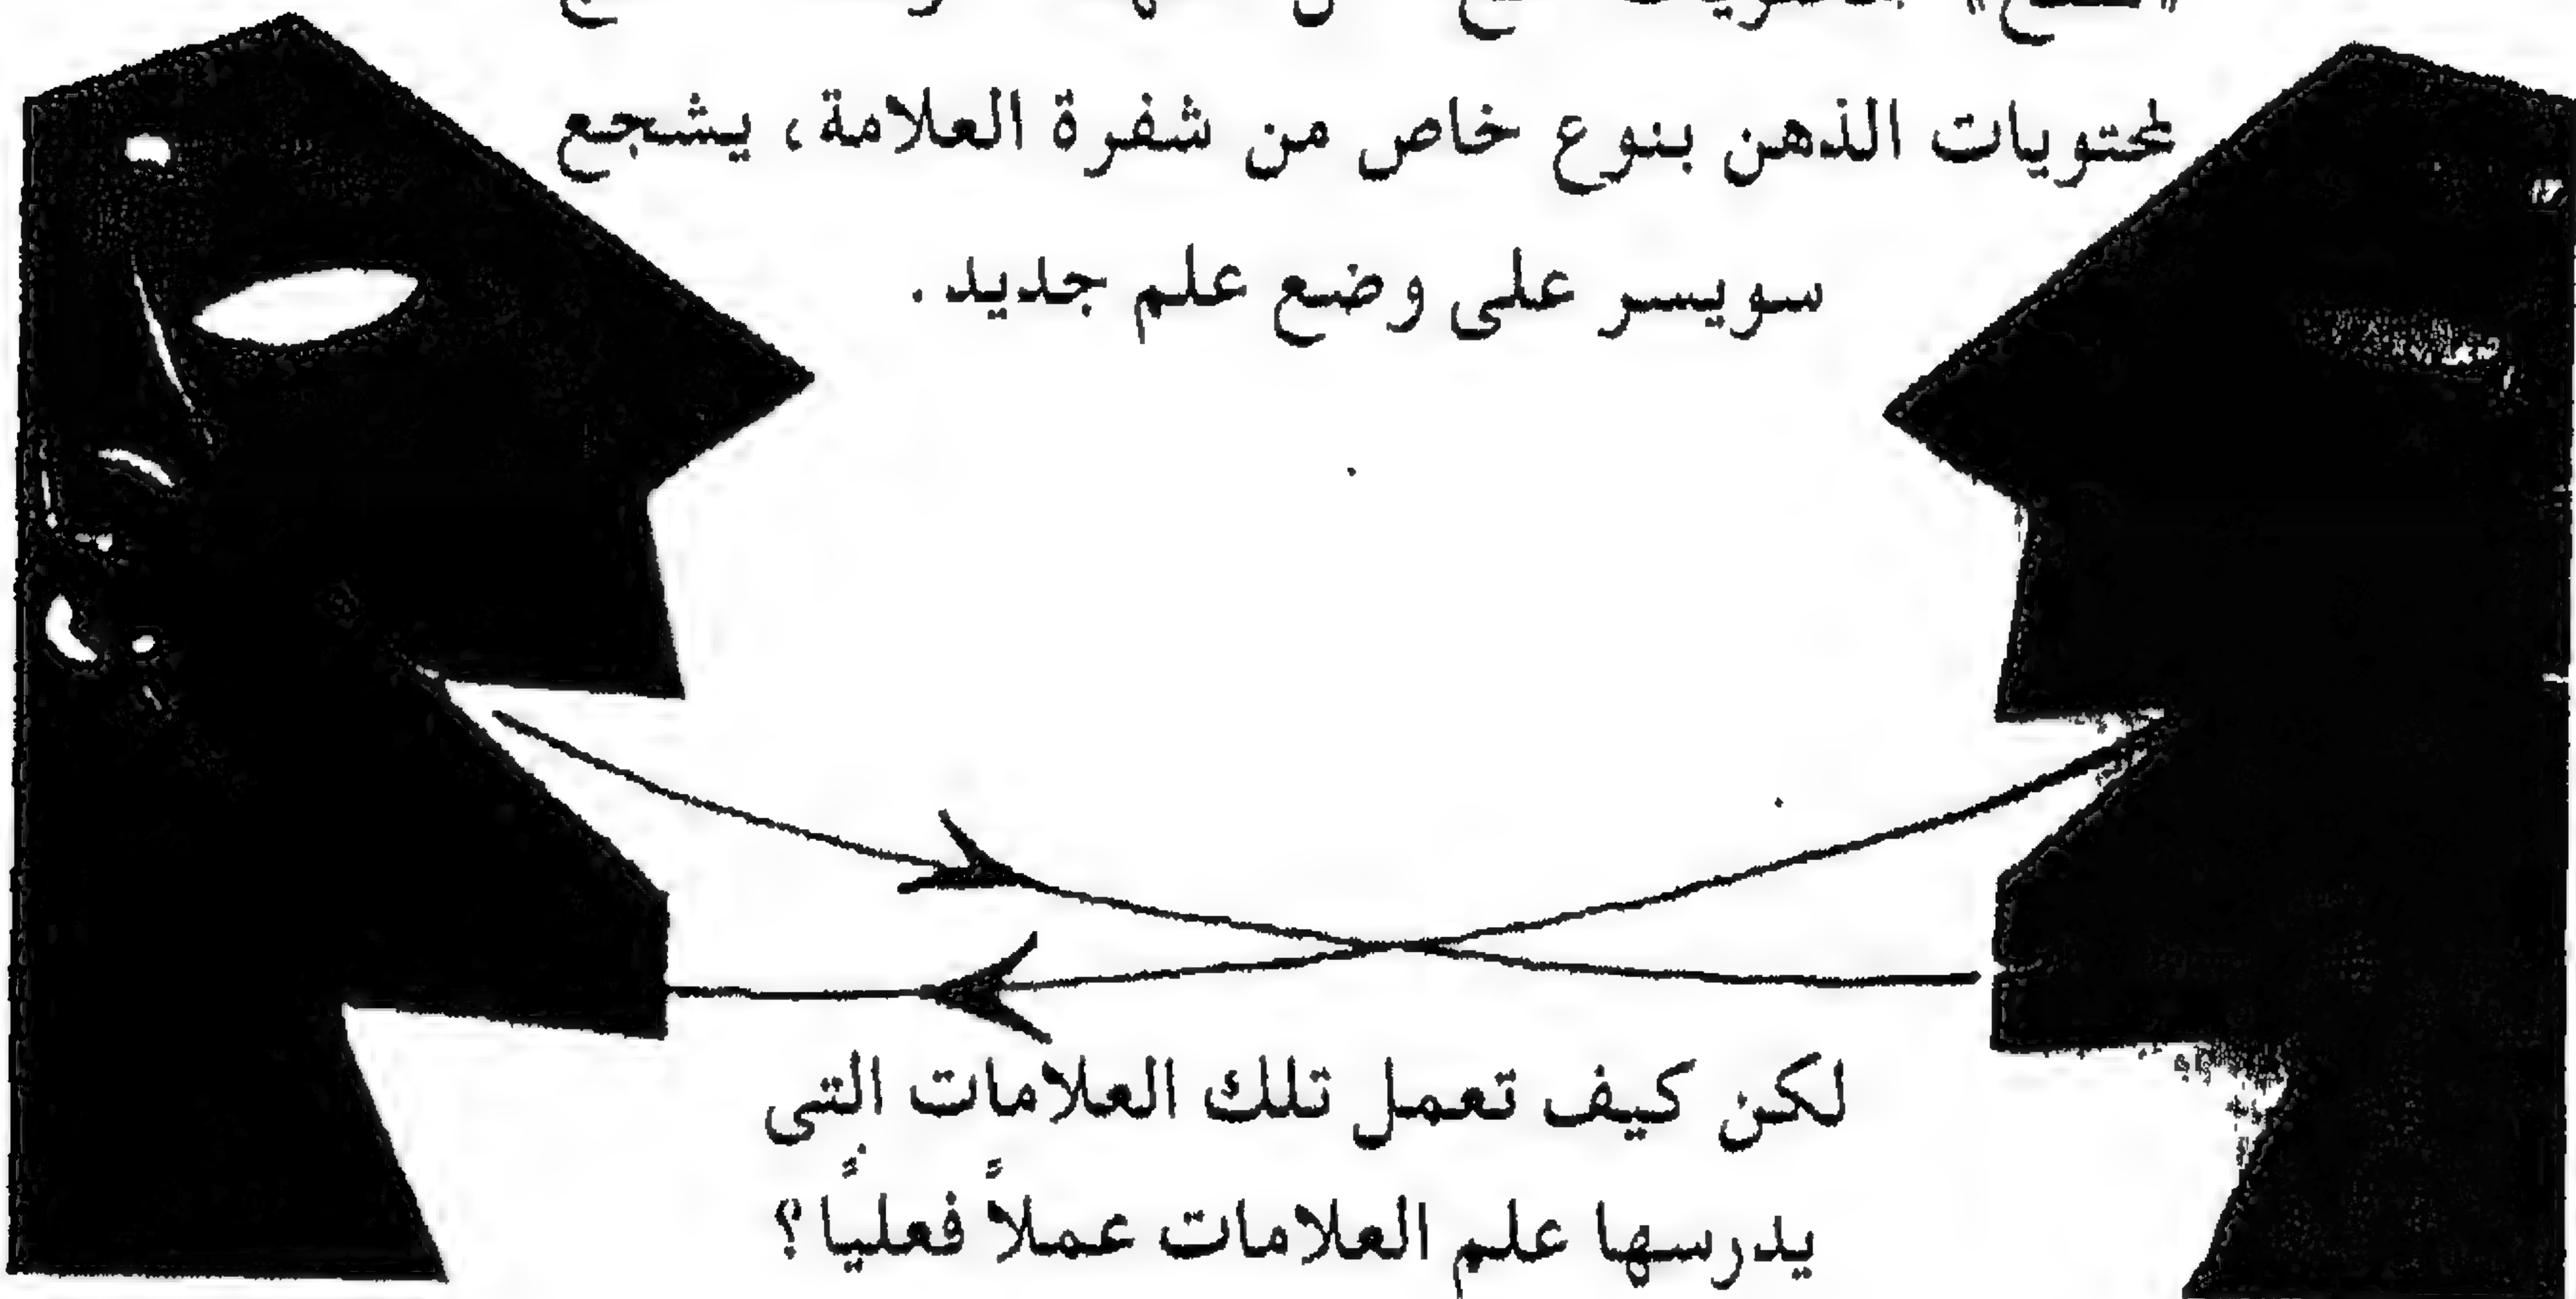 لمحتويات الذهن بنوع خاص من شفرة العلامة، يشجع
سويسر على وضع علم جديد.
لكن كيف تعمل تلك العلامات التى
يدرسها علم العلامات عملاً فعليًا؟